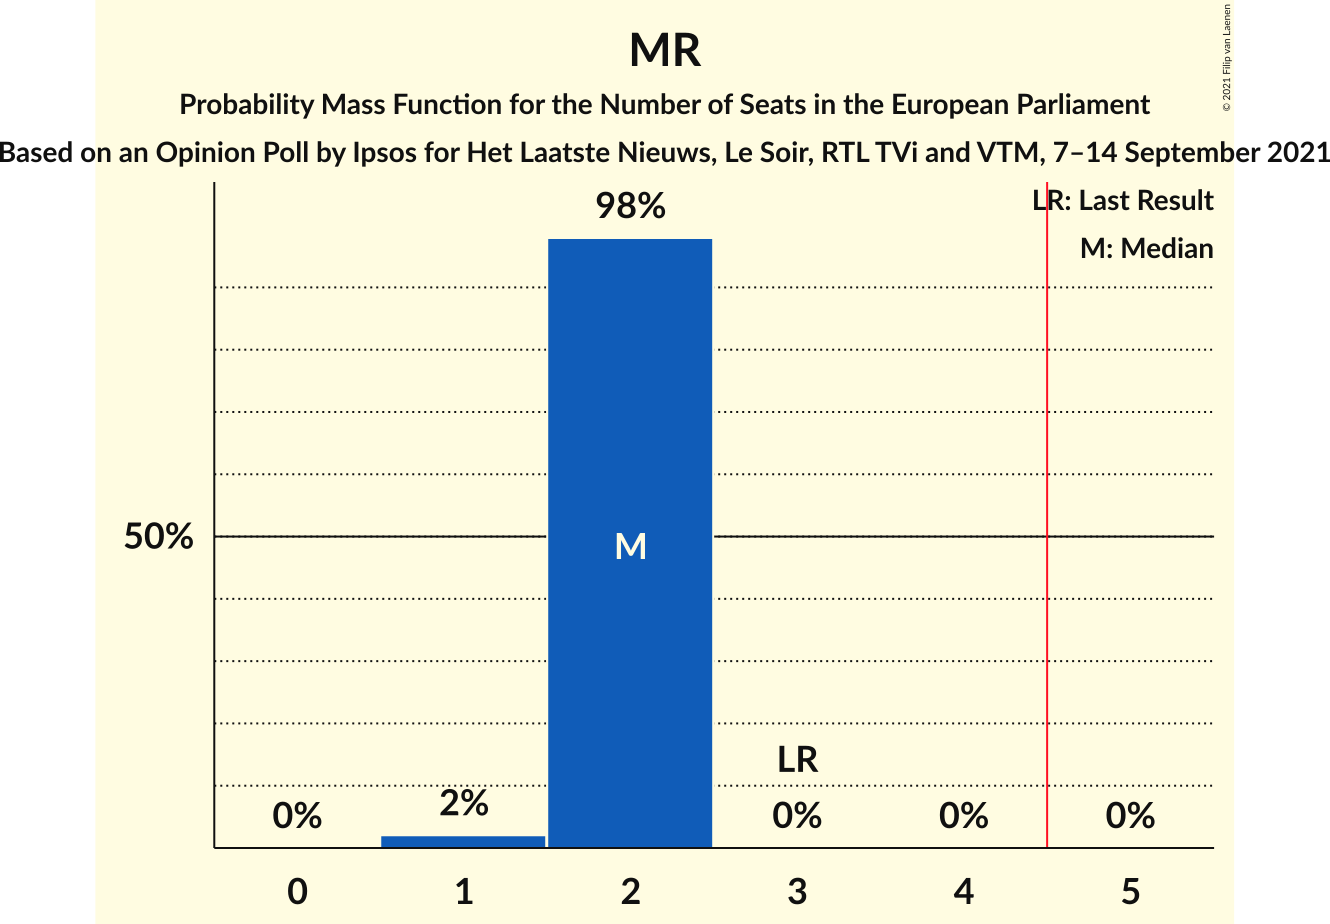 MR
Probability Mass Function for the Number of Seats in the European Parliament
Based on an Opinion Poll by Ipsos for Het Laatste Nieuws, Le Soir, RTL TVi and VTM, 7–14 September 2021
© 2021 Filip van Laenen
LR: Last Result
M: Median
98%
50%
M
LR
0%
2%
0%
0%
0%
0
1
2
3
4
5